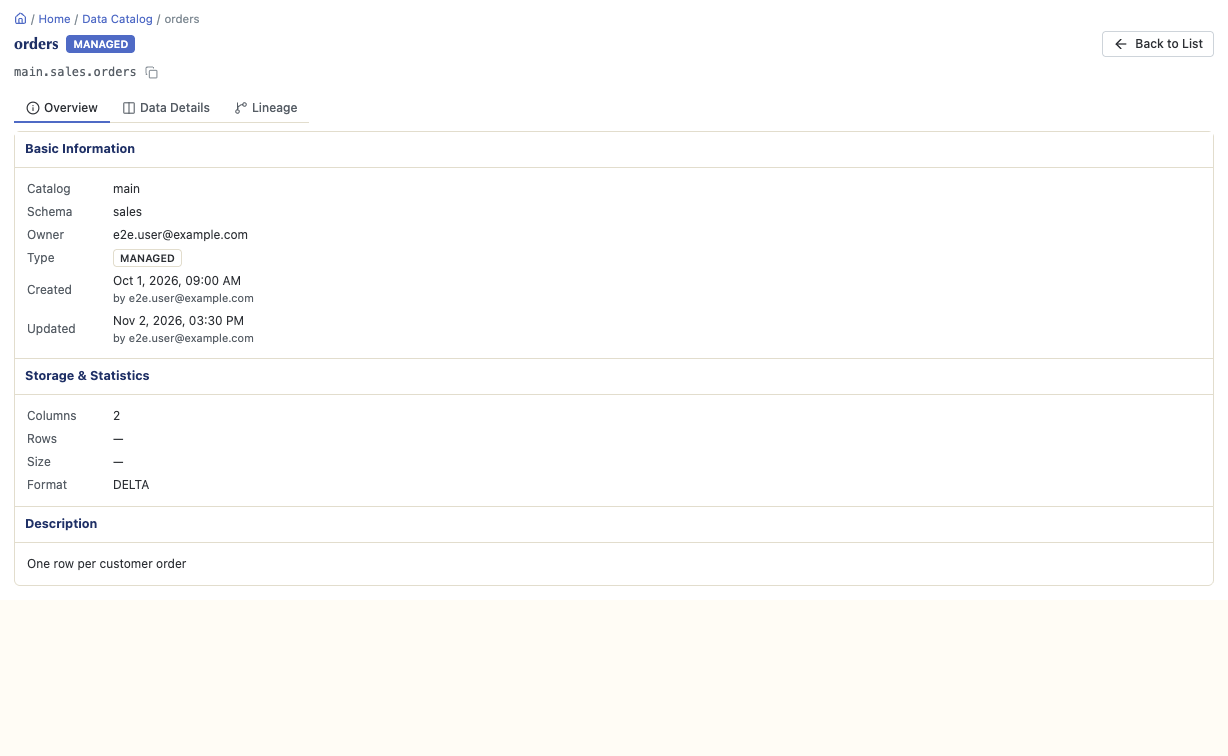 / Home / Data Catalog / orders
orders MANAGED
Back to List
main.sales.orders
Overview Data Details Lineage
Basic Information
Catalog main
Schema sales
Owner e2e.user@example.com
Type MANAGED
Created Oct 1, 2026, 09:00 AM
by e2e.user@example.com
Updated Nov 2, 2026, 03:30 PM
by e2e.user@example.com
Storage & Statistics
Columns 2
Rows —
Size —
Format DELTA
Description
One row per customer order